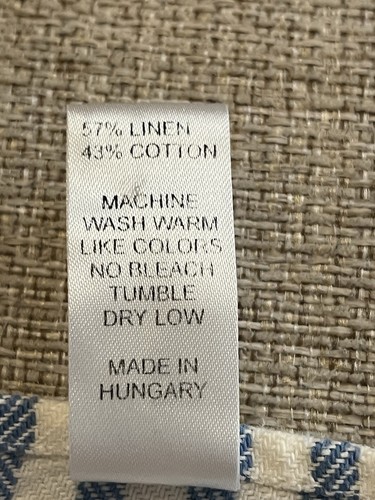 57% LINEN
43% COTTON
MACHINE
WASH WARM
LIKE COLORS
NO BLEACH
TUMBLE
DRY LOW
MADE IN
HUNGARY